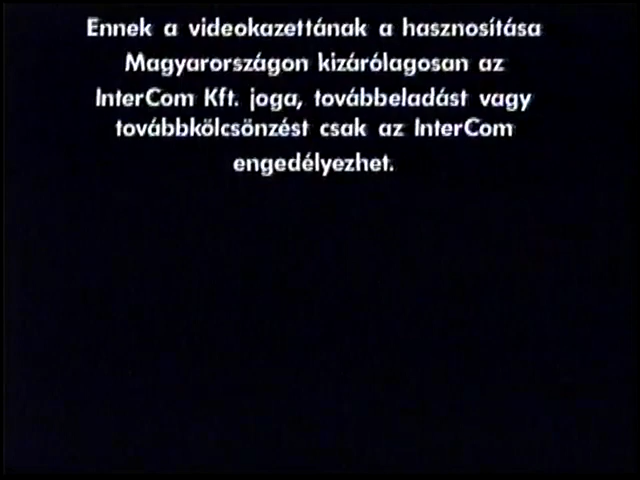 Ennek a videokazettának a hasznosítása
Magyarországon kizárólagosan az
InterCom Kft. joga, továbbeladást vagy
továbbkölcsönzést csak az InterCom
engedélyezhet.